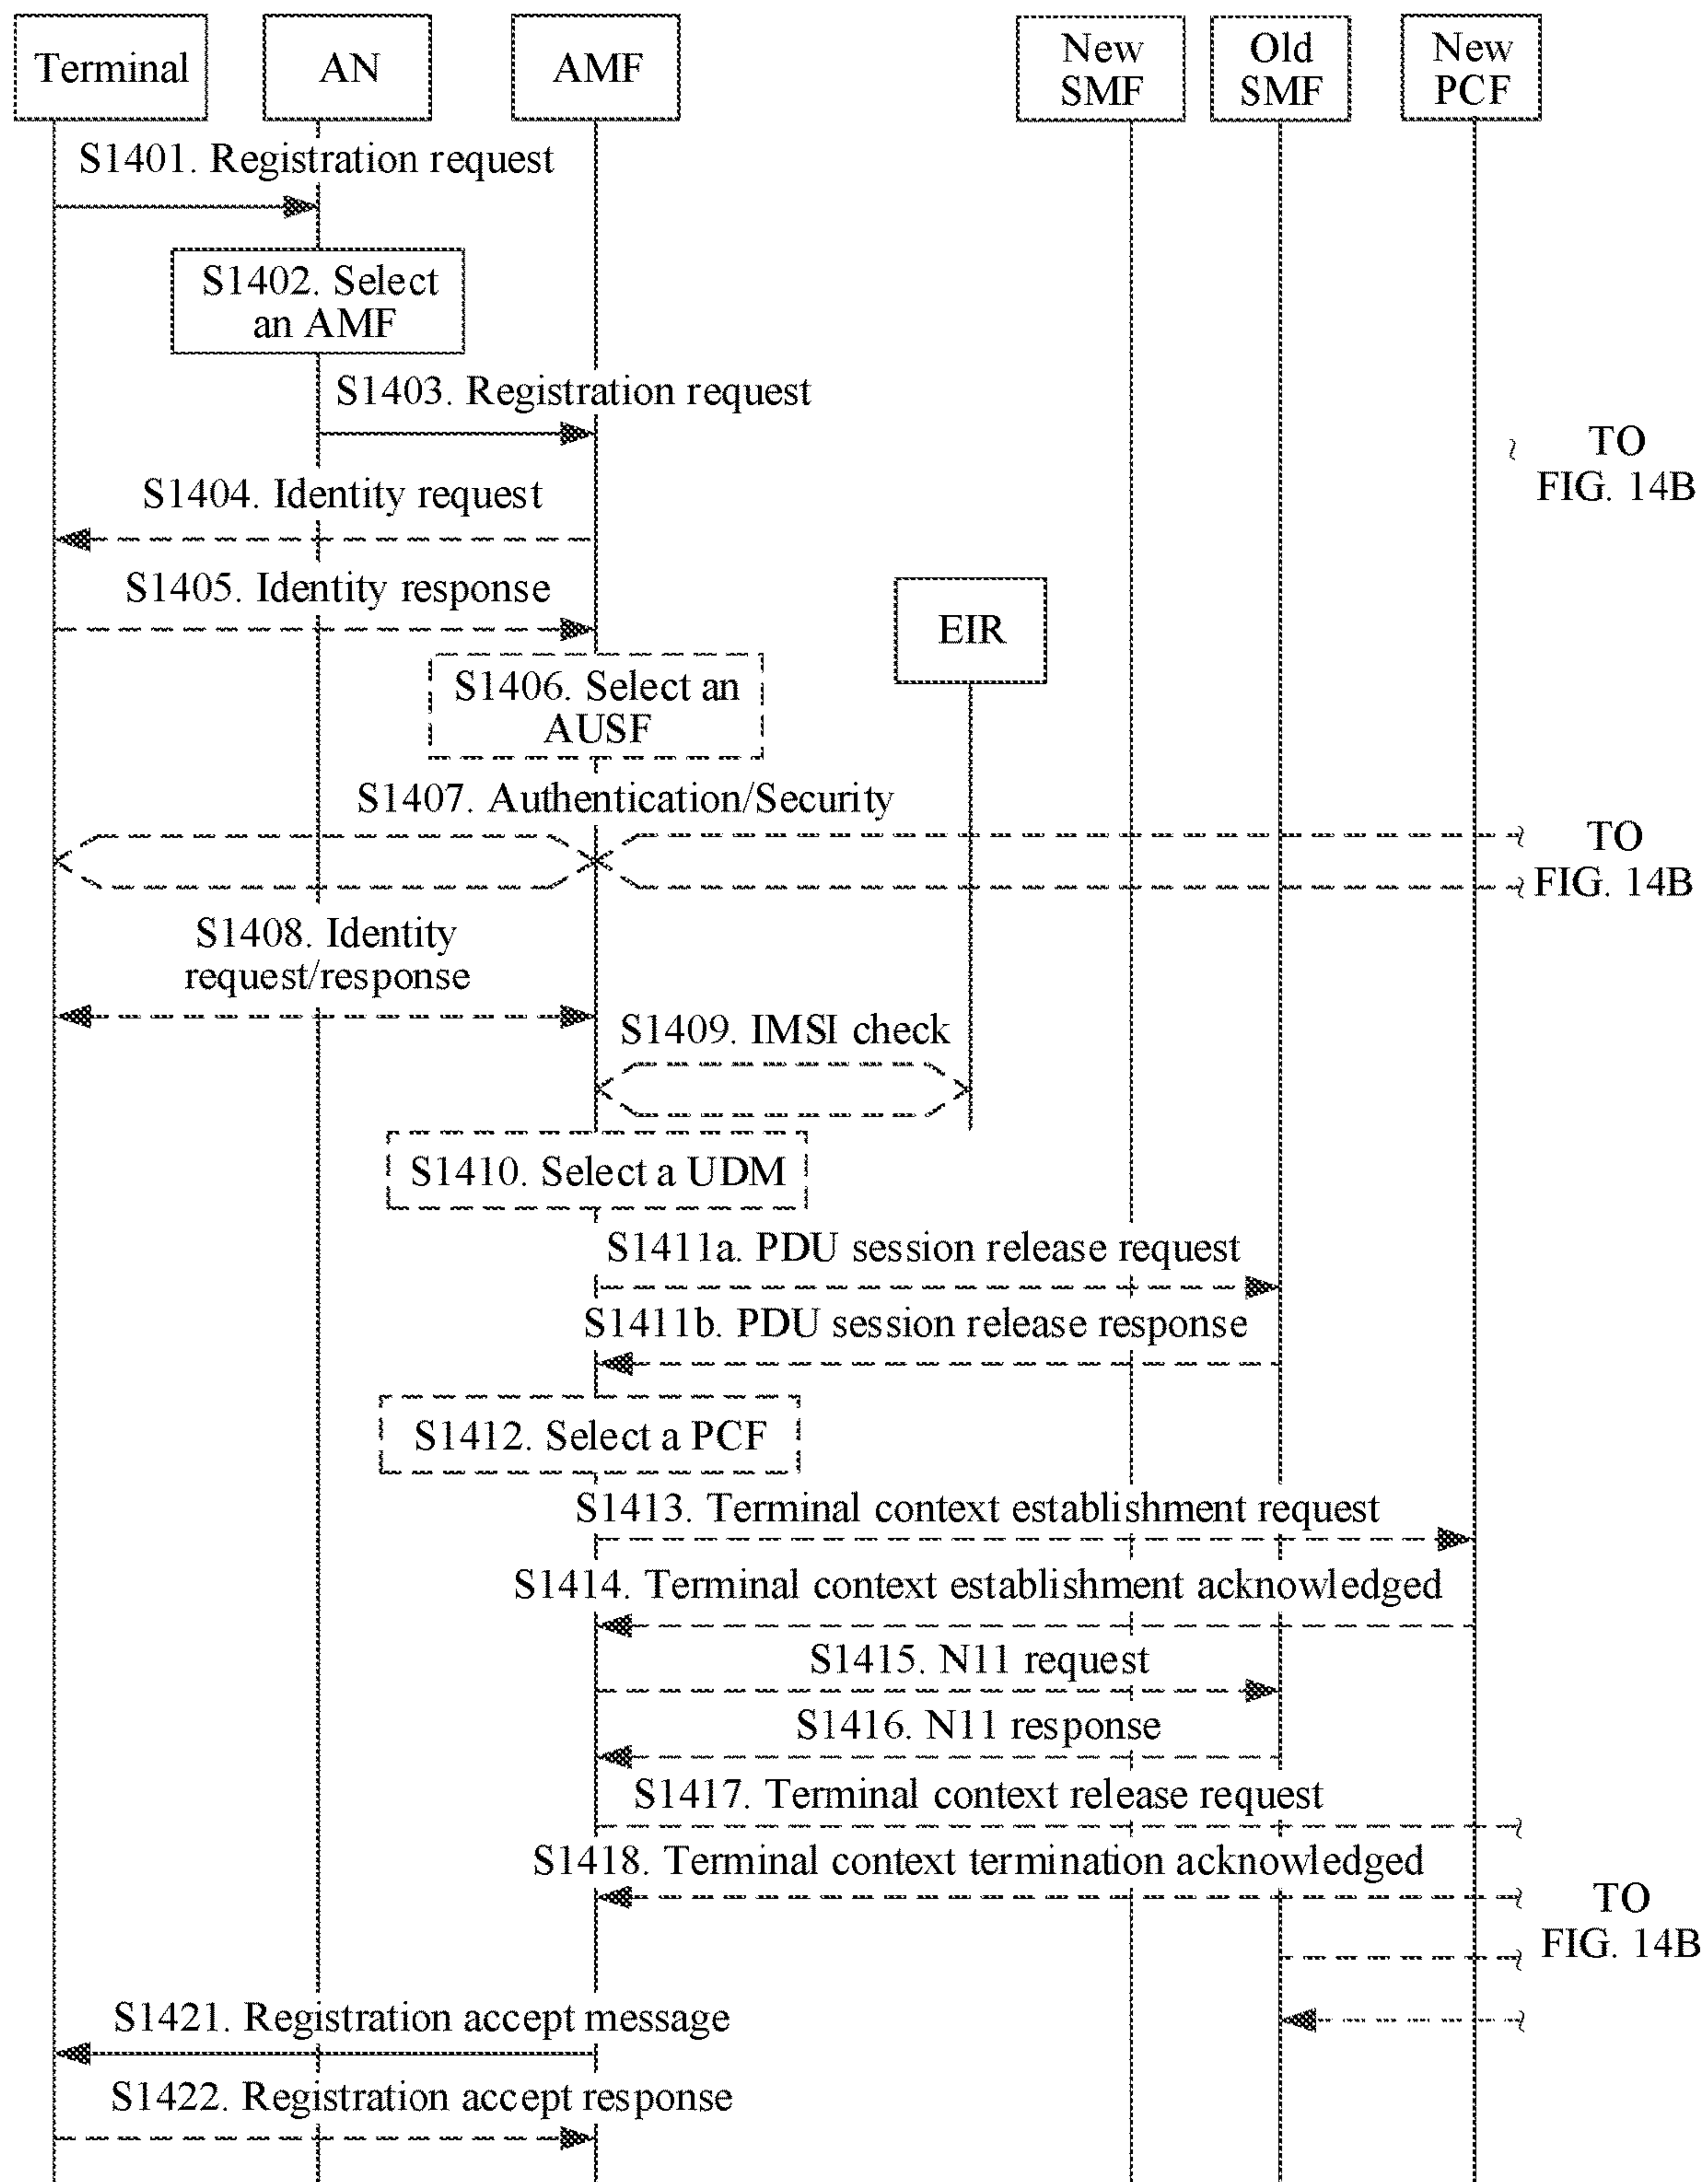 Terminal
AN
AMF
New
SMF
Old
SMF
New
PCF
S1401. Registration request
S1402. Select
an AMF
S1403. Registration request
TO
FIG. 14B
S1404. Identity request
S1405. Identity response
EIR
S1406. Select an
AUSF
S1407. Authentication/Security
TO
FIG. 14B
S1408. Identity
request/response
S1409. IMSI check
S1410. Select a UDM
S1411a. PDU session release request
S1411b. PDU session release response
S1412. Select a PCF
S1413. Terminal context establishment request
S1414. Terminal context establishment acknowledged
S1415. N11 request
S1416. N11 response
S1417. Terminal context release request
S1418. Terminal context termination acknowledged
TO
FIG. 14B
S1421. Registration accept message
S1422. Registration accept response